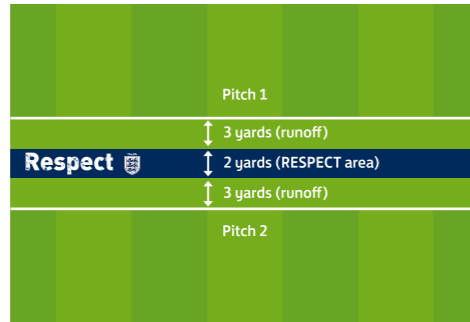 Pitch 1
3 yards (runoff)
Respect 2 yards (RESPECT area)
3 yards (runoff)
Pitch 2